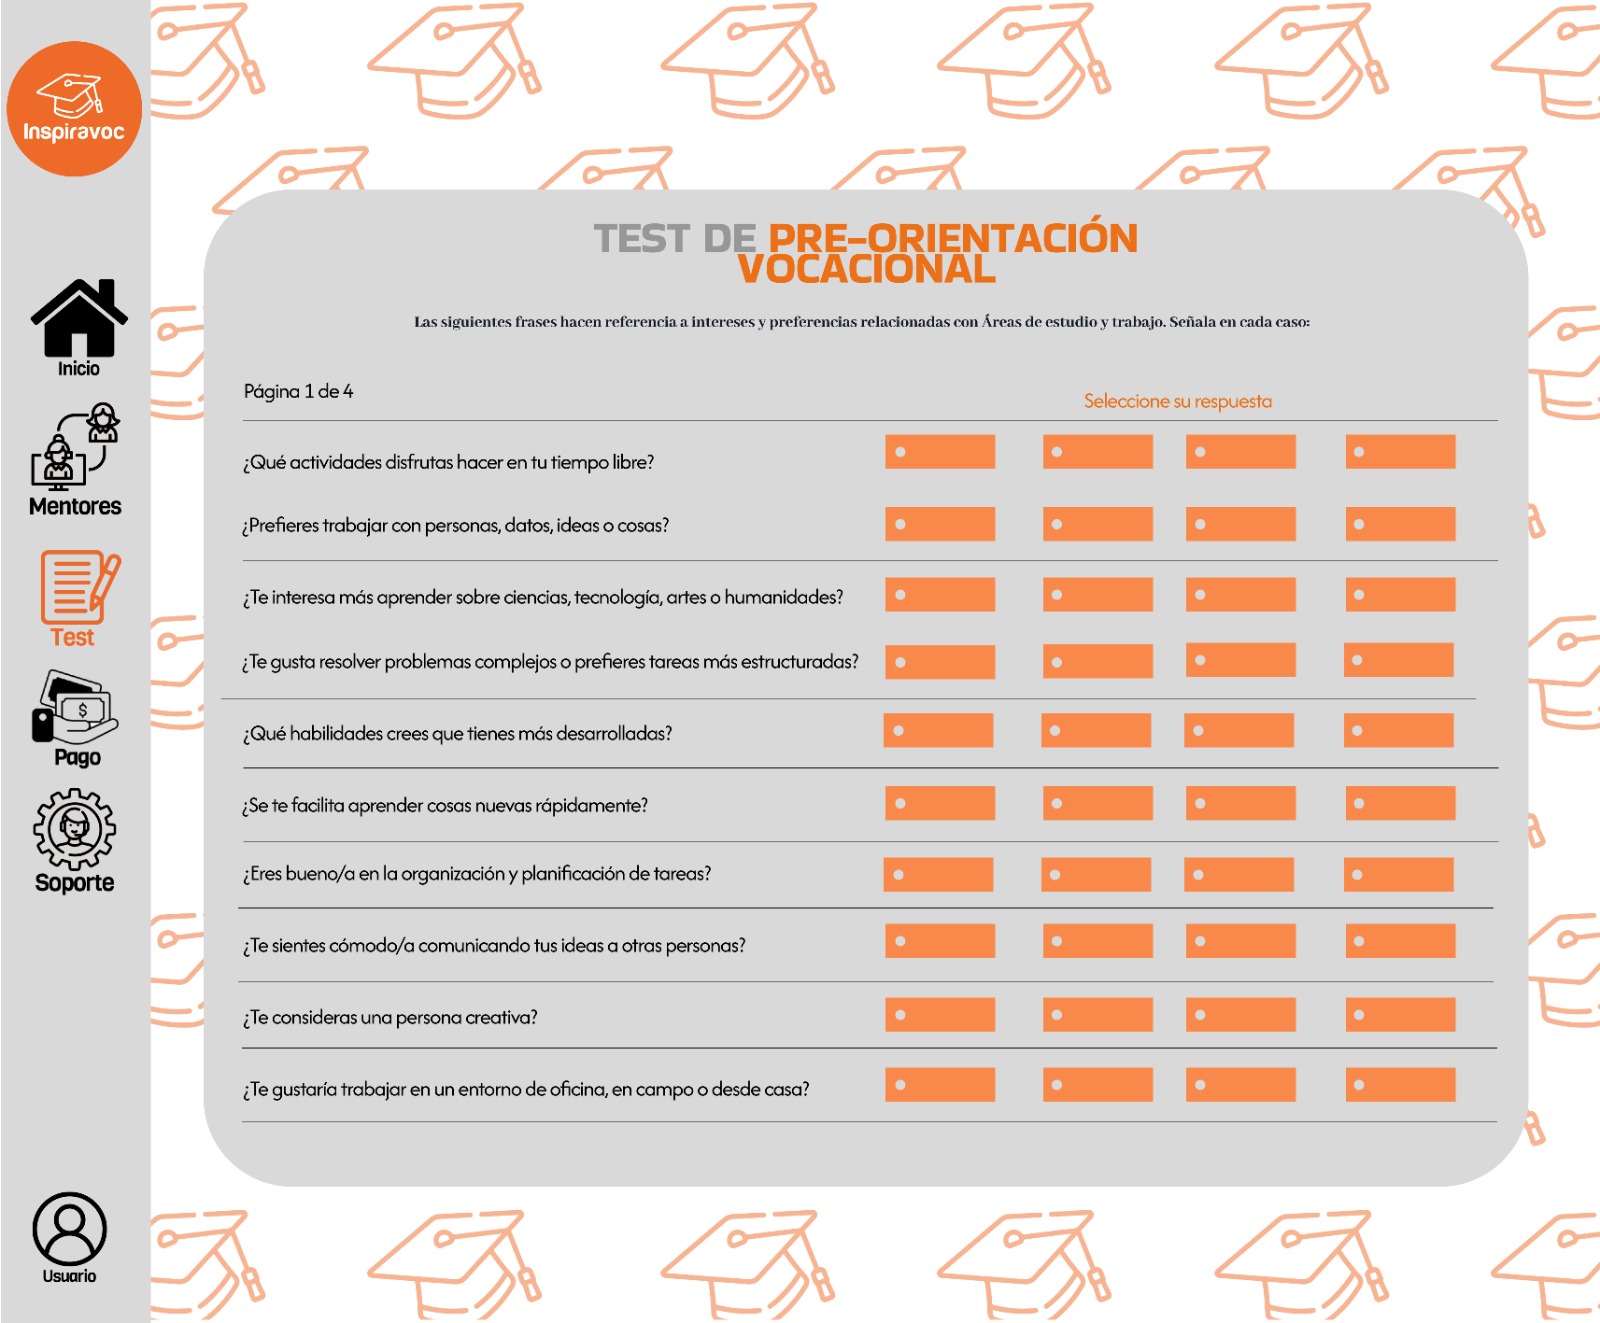 Inspiravoc
Inicio
Mentores
Test
$
Pago
Soporte
Usuario
TEST DE PRE-ORIENTACIÓN
VOCACIONAL
Las siguientes frases hacen referencia a intereses y preferencias relacionadas con Áreas de estudio y trabajo. Señala en cada caso:
Página 1 de 4
Seleccione su respuesta
¿Qué actividades disfrutas hacer en tu tiempo libre?
¿Prefieres trabajar con personas, datos, ideas o cosas?
¿Te interesa más aprender sobre ciencias, tecnología, artes o humanidades?
¿Te gusta resolver problemas complejos o prefieres tareas más estructuradas?
¿Qué habilidades crees que tienes más desarrolladas?
¿Se te facilita aprender cosas nuevas rápidamente?
¿Eres bueno/a en la organización y planificación de tareas?
¿Te sientes cómodo/a comunicando tus ideas a otras personas?
¿Te consideras una persona creativa?
¿Te gustaría trabajar en un entorno de oficina, en campo o desde casa?